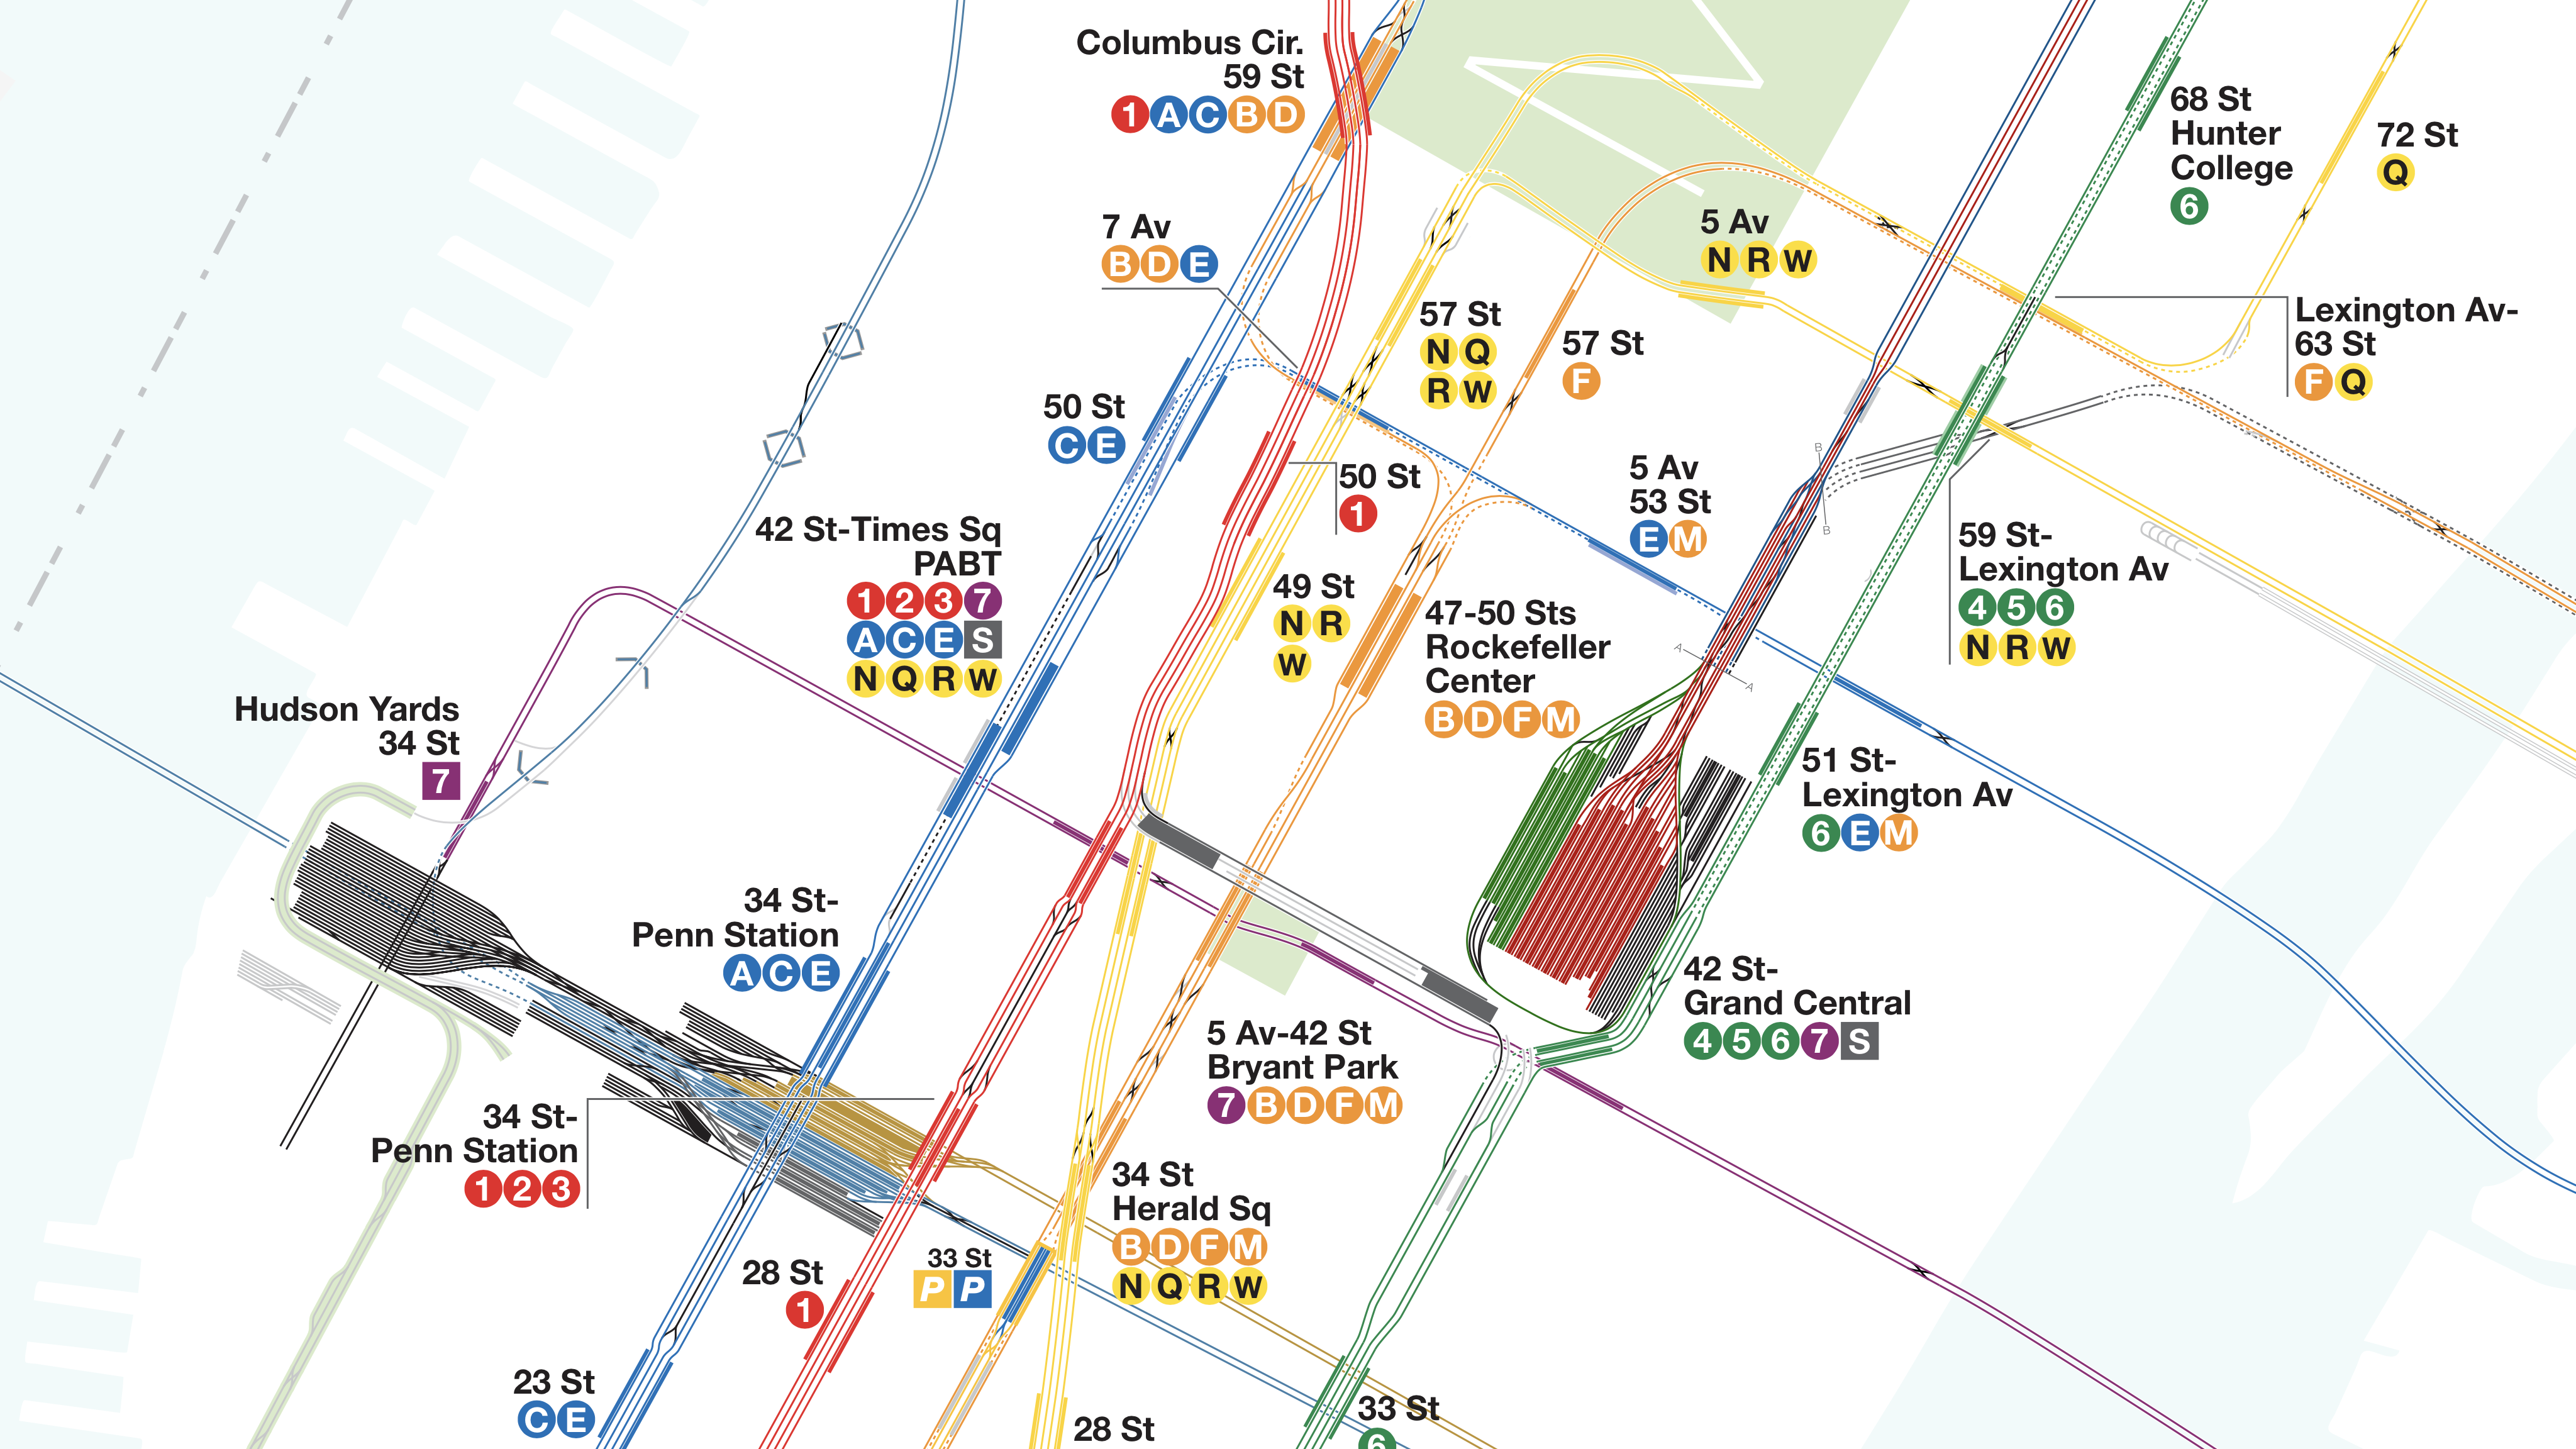 Columbus Cir.
59 St
1 A C B D
68 St
Hunter
College
6
72 St
Q
7 Av
B D E
5 Av
N R W
57 St
N Q
R W
57 St
F
Lexington Av-
63 St
F Q
50 St
C E
50 St
1
5 Av
53 St
E M
B
B
42 St-Times Sq
PABT
1 2 3 7
A C E S
N Q R W
49 St
N R
W
47-50 Sts
Rockefeller
Center
B D F M
59 St-
Lexington Av
4 5 6
N R W
A
A
Hudson Yards
34 St
7
51 St-
Lexington Av
6 E M
34 St-
Penn Station
A C E
42 St-
Grand Central
4 5 6 7 S
5 Av-42 St
Bryant Park
7 B D F M
34 St-
Penn Station
1 2 3
34 St
Herald Sq
B D F M
N Q R W
33 St
P P
28 St
1
23 St
C E
28 St
33 St
6